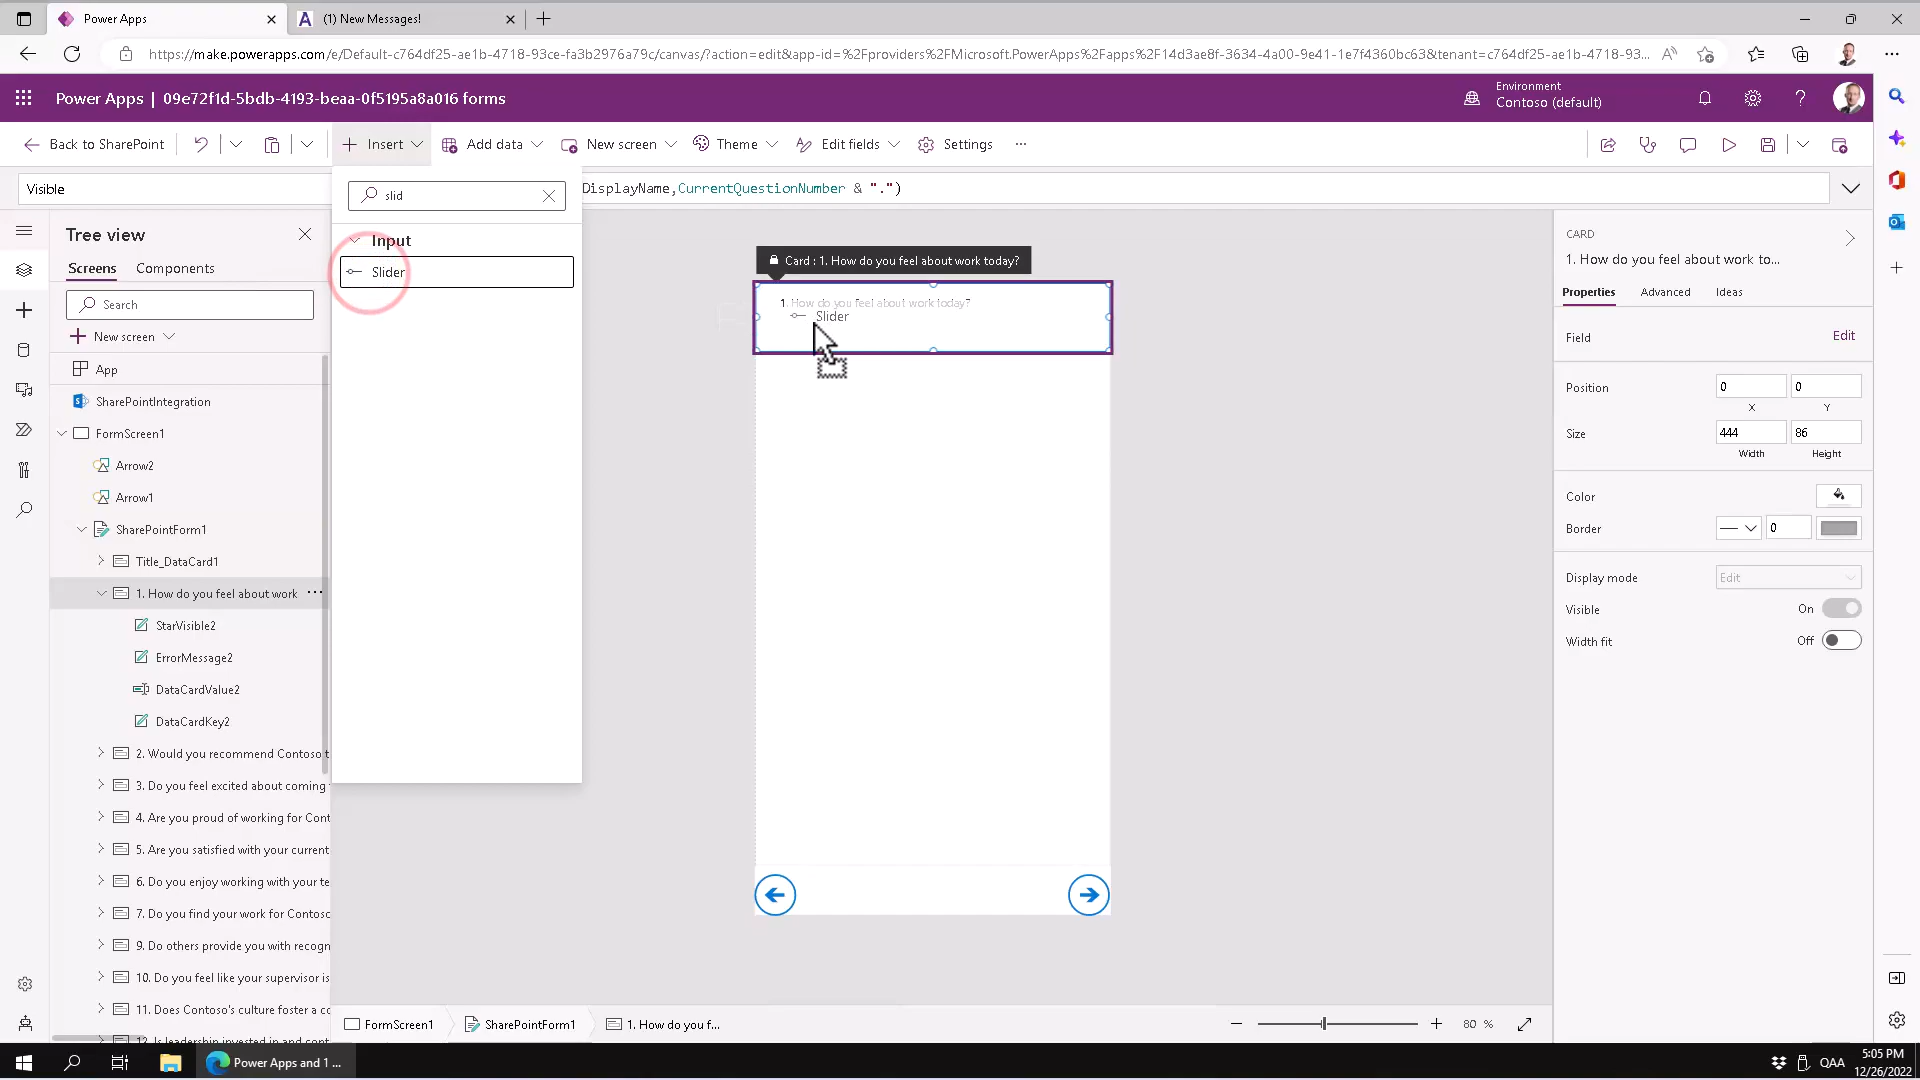 Power Apps
(1) New Messages!
https://make.powerapps.com/e/Default-c764df25-ae1b-4718-93ce-fa3b2976a79c/canvas/?action=edit&app-id=%2Fproviders%2FMicrosoft.PowerApps%2Fapps%2F14d3ae8f-3634-4a00-9e41-1e7f4360bc63&tenant=c764df25-ae1b-4718-93...
Power Apps | 09e72f1d-5bdb-4193-beaa-0f5195a8a016 forms
Environment
Contoso (default)
Back to SharePoint
Insert
Add data
New screen
Theme
Edit fields
Settings
Visible
DisplayName,CurrentQuestionNumber & ".")
slid
Input
Slider
Tree view
Screens
Components
Search
New screen
App
SharePointIntegration
FormScreen1
Arrow2
Arrow1
SharePointForm1
Title_DataCard1
1. How do you feel about work
StarVisible2
ErrorMessage2
DataCardValue2
DataCardKey2
2. Would you recommend Contoso t
3. Do you feel excited about coming
4. Are you proud of working for Cont
5. Are you satisfied with your current
6. Do you enjoy working with your te
7. Do you find your work for Contoso
9. Do others provide you with recogn
10. Do you feel like your supervisor is
11. Does Contoso's culture foster a co
12. Is leadership invested in and cont
Card : 1. How do you feel about work today?
1. How do you feel about work today?
Slider
CARD
1. How do you feel about work to...
Properties
Advanced
Ideas
Field
Edit
Position
0
0
X
Y
Size
444
86
Width
Height
Color
Border
0
Display mode
Edit
Visible
On
Width fit
Off
FormScreen1
SharePointForm1
1. How do you f...
80 %
Power Apps and 1 ...
QAA
5:05 PM
12/26/2022